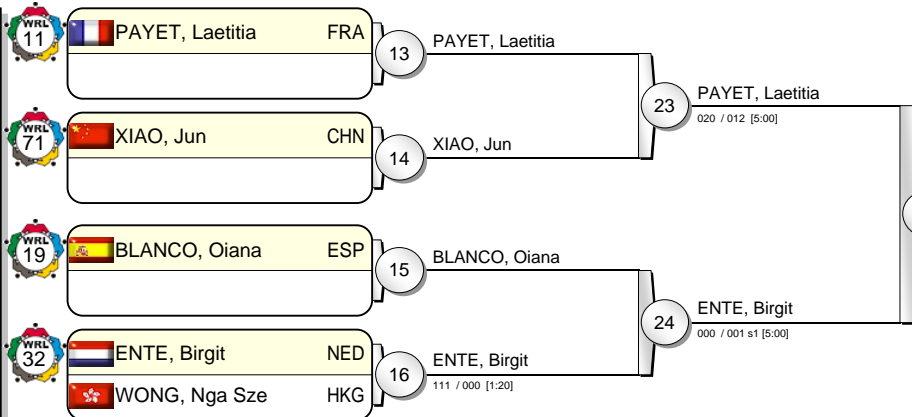 WRL
11
PAYET, Laetitia FRA
13
PAYET, Laetitia
23
PAYET, Laetitia
020 / 012 [5:00]
WRL
71
XIAO, Jun CHN
14
XIAO, Jun
WRL
19
BLANCO, Oiana ESP
15
BLANCO, Oiana
24
ENTE, Birgit
000 / 001 s1 [5:00]
WRL
32
ENTE, Birgit NED
WONG, Nga Sze HKG
16
ENTE, Birgit
111 / 000 [1:20]